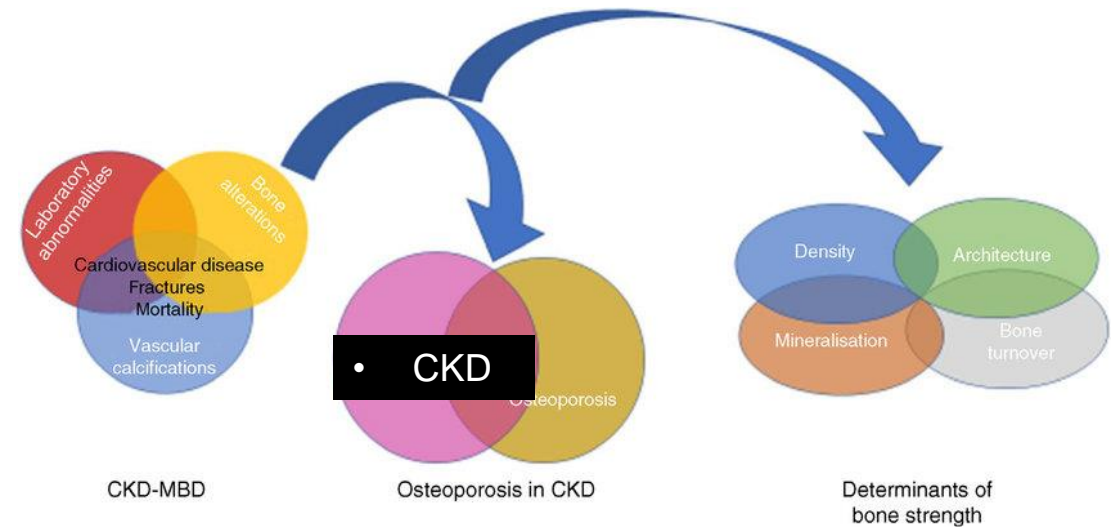 Laboratory
abnormalities
Bone
alterations
Cardiovascular disease
Fractures
Mortality
Vascular
calcifications
CKD-MBD
• CKD
Osteoporosis
Osteoporosis in CKD
Density
Architecture
Mineralisation
Bone
turnover
Determinants of
bone strength